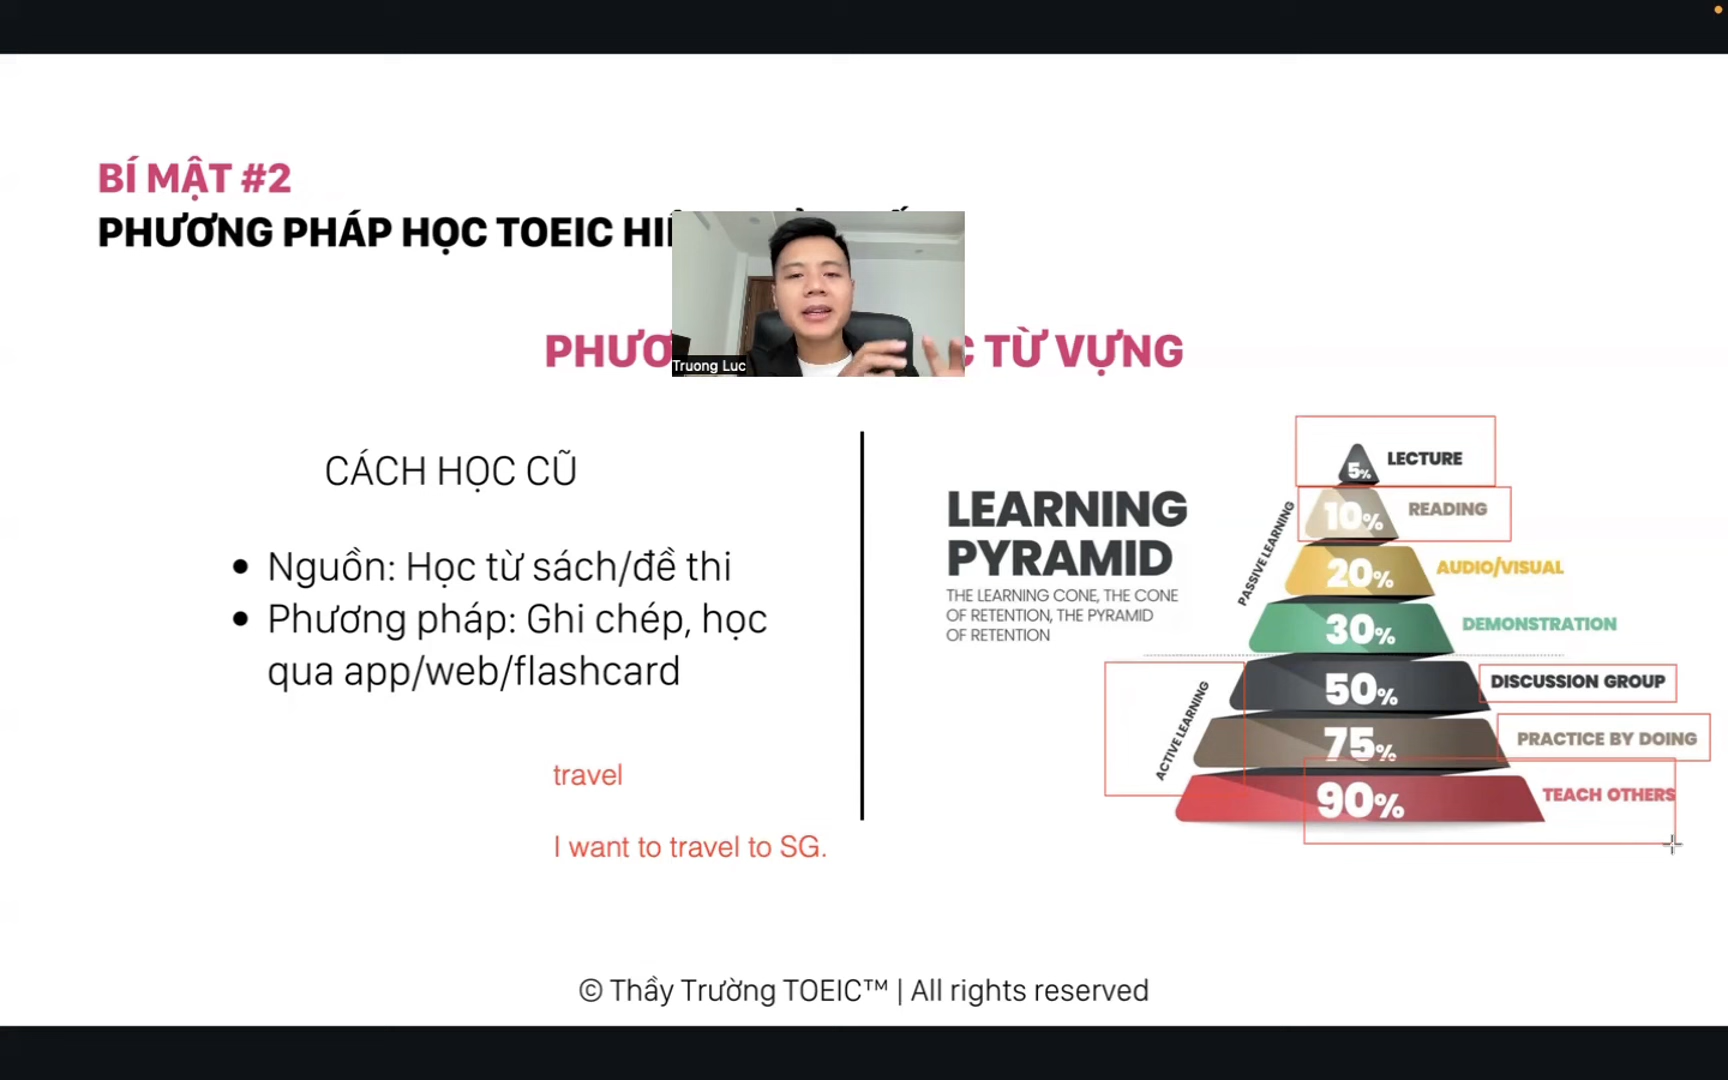 BÍ MẬT #2
PHƯƠNG PHÁP HỌC TOEIC
TỪ VỰNG
Truong Luc
CÁCH HỌC CŨ
• Nguồn: Học từ sách/đề thi
• Phương pháp: Ghi chép, học
qua app/web/flashcard
travel
I want to travel to SG.
LEARNING
PYRAMID
THE LEARNING CONE, THE CONE
OF RETENTION, THE PYRAMID
OF RETENTION
PASSIVE LEARNING
ACTIVE LEARNING
5% LECTURE
10% READING
20% AUDIO/VISUAL
30% DEMONSTRATION
50% DISCUSSION GROUP
75% PRACTICE BY DOING
90% TEACH OTHERS
© Thầy Trường TOEIC™ | All rights reserved